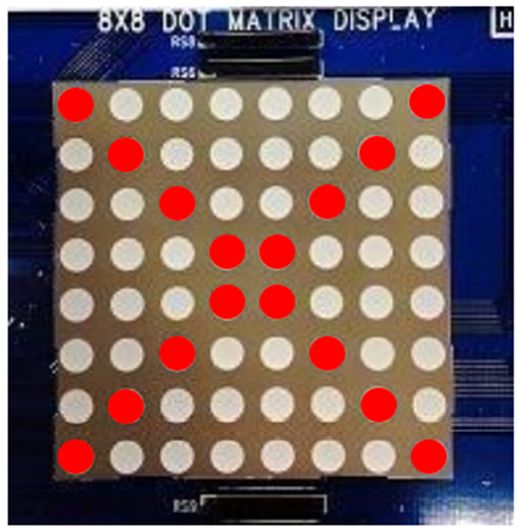 8X8 DOT MATRIX DISPLAY
H
RS8
RS6
RS9